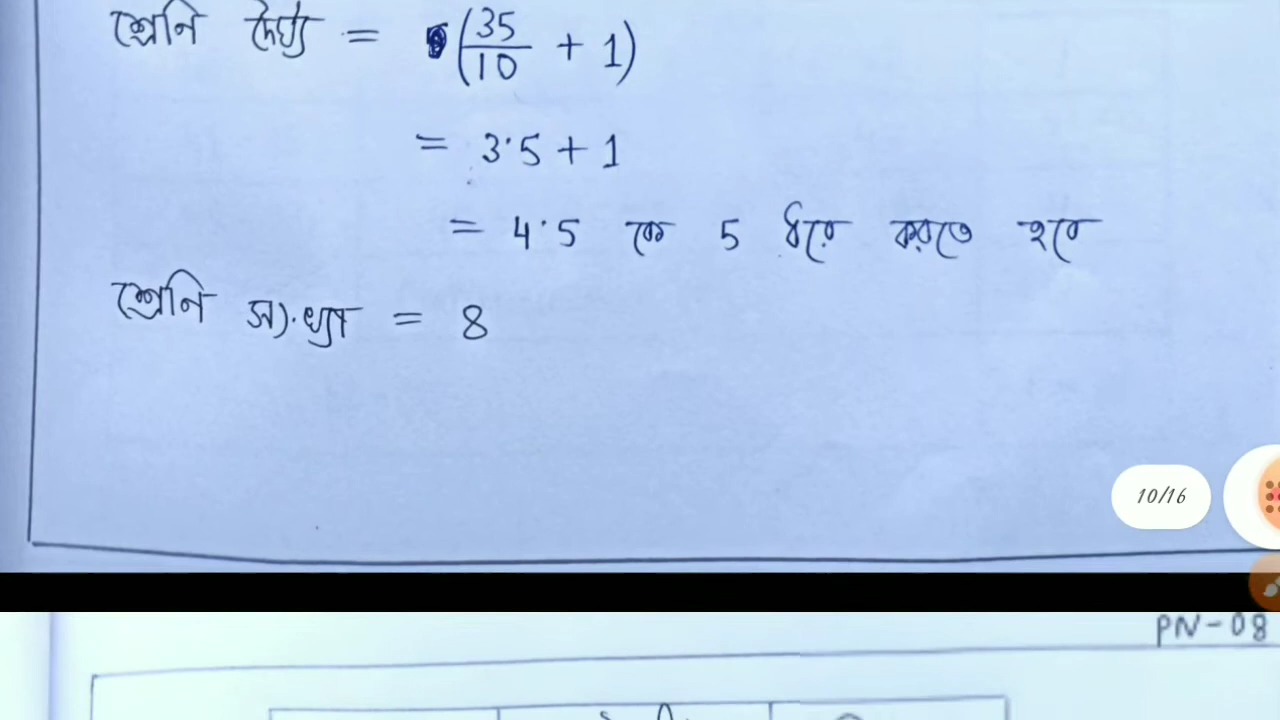 শ্রেনি দৈর্ঘ্য = (35/10 + 1)
= 3.5 + 1
= 4.5 কে 5 ধরে করতে হবে
শ্রেনি সংখ্যা = 8
10/16
PN-08